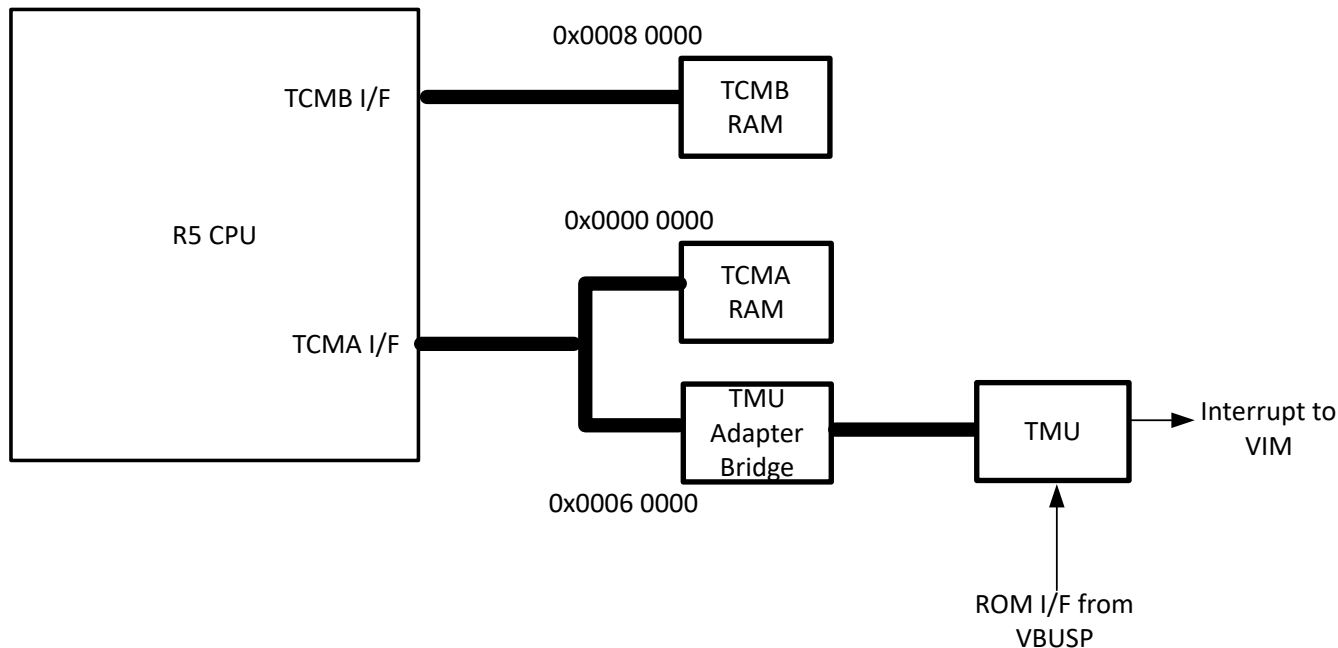 0x0008 0000
TCMB I/F
TCMB
RAM
R5 CPU
0x0000 0000
TCMA
RAM
TCMA I/F
TMU
Adapter
Bridge
0x0006 0000
TMU
Interrupt to
VIM
ROM I/F from
VBUSP